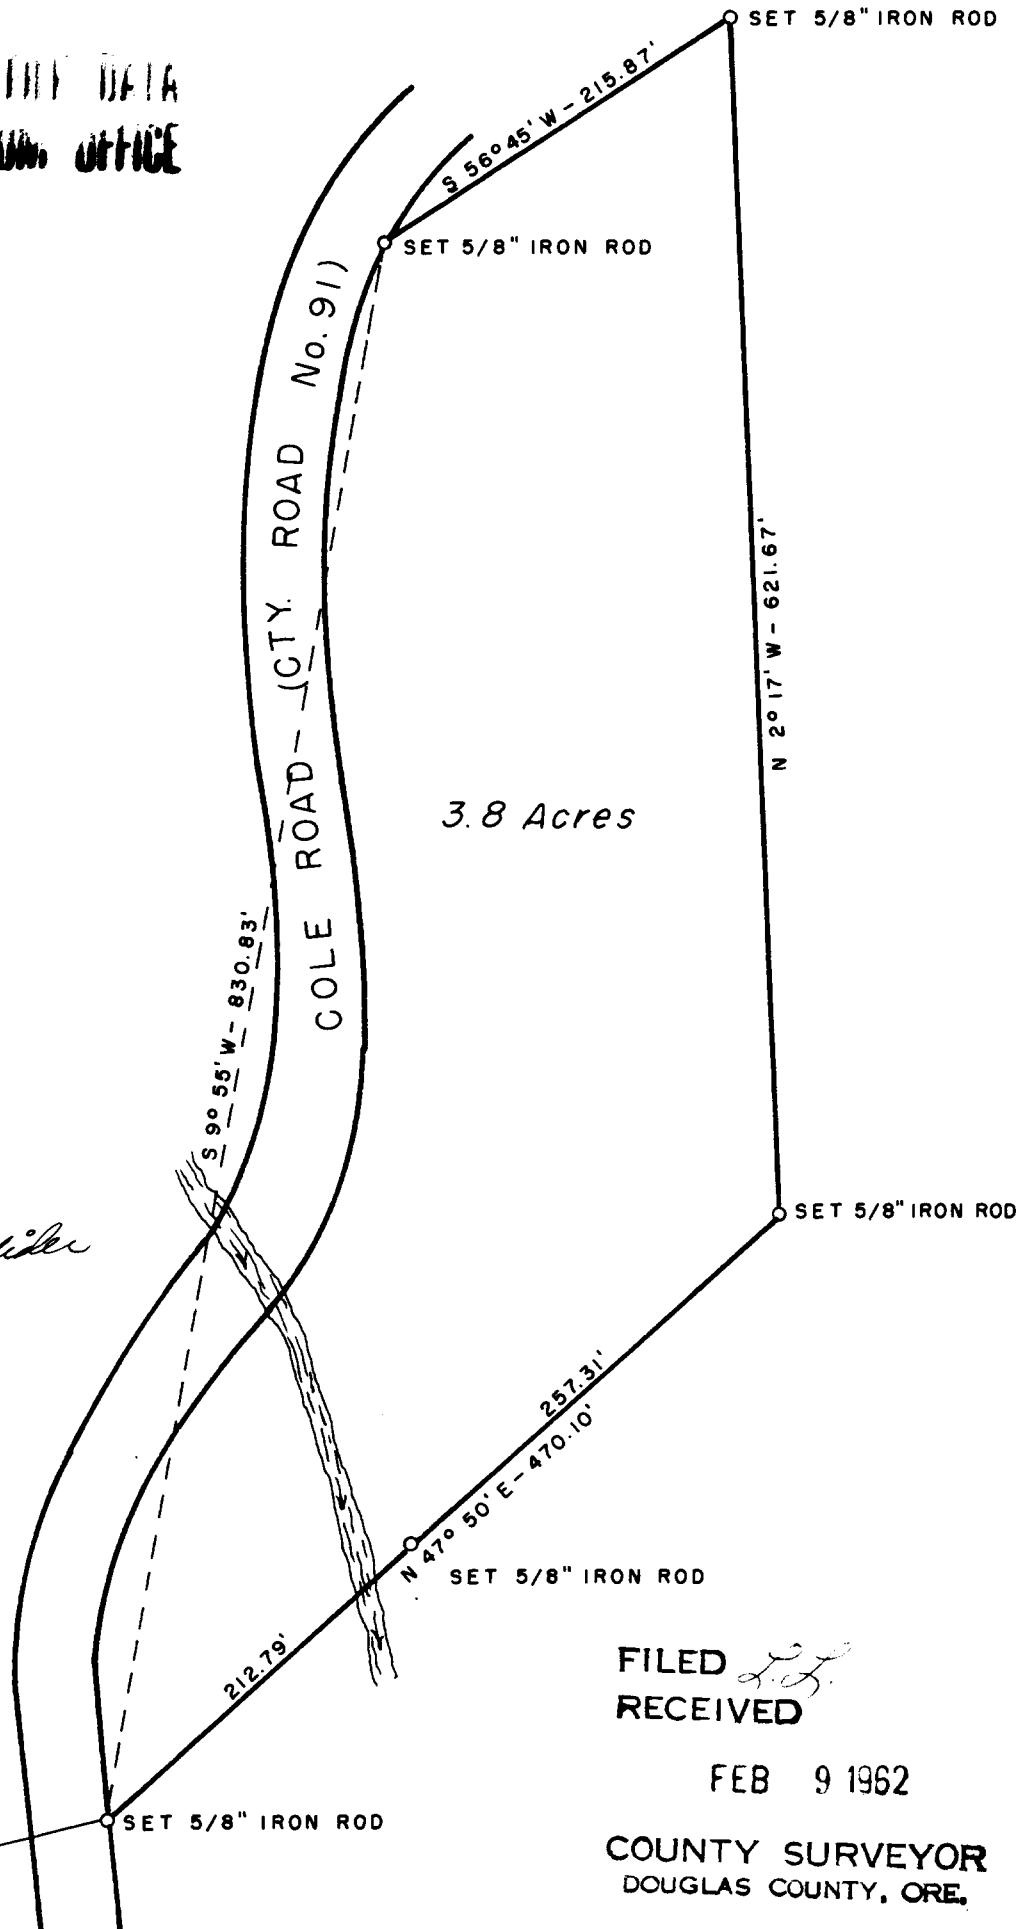 OFFICE
SET 5/8" IRON ROD
S 56° 45' W - 215.87'
SET 5/8" IRON ROD
COLE ROAD (CTY. ROAD No. 91)
N 2° 17' W - 621.67'
3.8 Acres
S 9° 55' W - 830.83'
SET 5/8" IRON ROD
257.31'
N 47° 50' E - 470.10'
SET 5/8" IRON ROD
212.79'
SET 5/8" IRON ROD
FILED L.L.
RECEIVED
FEB 9 1962
COUNTY SURVEYOR
DOUGLAS COUNTY, ORE.